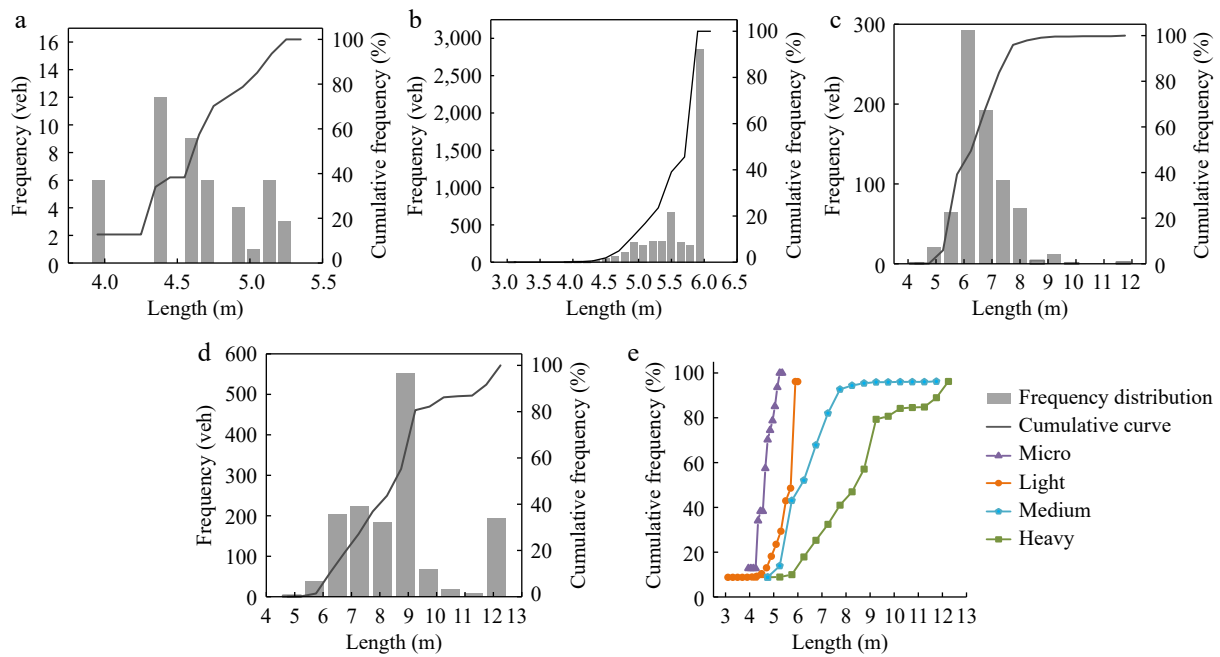 a
16
14
12
10
8
6
4
2
0
Frequency (veh)
100
80
60
40
20
0
Cumulative frequency (%)
4.0 4.5 5.0 5.5
Length (m)
b
3,000
2,500
2,000
1,500
1,000
500
0
Frequency (veh)
100
80
60
40
20
0
Cumulative frequency (%)
3.0 3.5 4.0 4.5 5.0 5.5 6.0 6.5
Length (m)
c
300
200
100
0
Frequency (veh)
100
80
60
40
20
0
Cumulative frequency (%)
4 5 6 7 8 9 10 11 12
Length (m)
d
600
500
400
300
200
100
0
Frequency (veh)
100
80
60
40
20
0
Cumulative frequency (%)
4 5 6 7 8 9 10 11 12 13
Length (m)
e
100
80
60
40
20
0
Cumulative frequency (%)
3 4 5 6 7 8 9 10 11 12 13
Length (m)
Frequency distribution
Cumulative curve
Micro
Light
Medium
Heavy